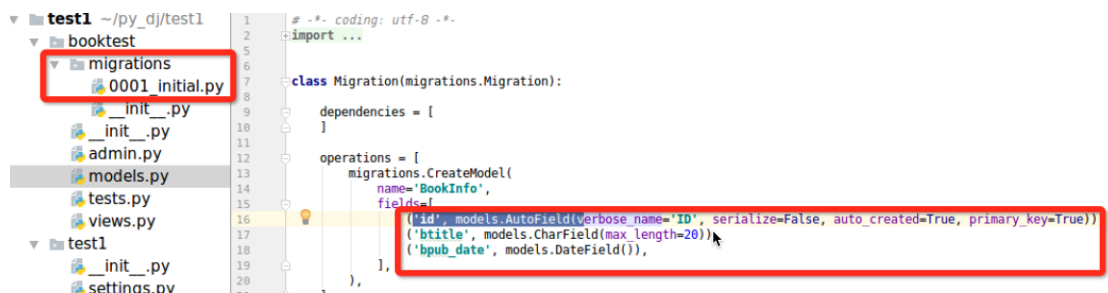 test1 ~/py_dj/test1
booktest
migrations
0001_initial.py
__init__.py
__init__.py
admin.py
models.py
tests.py
views.py
test1
__init__.py
settings.py
1 # -*- coding: utf-8 -*-
2 import ...
5
6
7 class Migration(migrations.Migration):
8
9 dependencies = [
10 ]
11
12 operations = [
13 migrations.CreateModel(
14 name='BookInfo',
15 fields=[
16 ('id', models.AutoField(verbose_name='ID', serialize=False, auto_created=True, primary_key=True))
17 ('btitle', models.CharField(max_length=20))
18 ('bpub_date', models.DateField()),
19 ],
20 ),